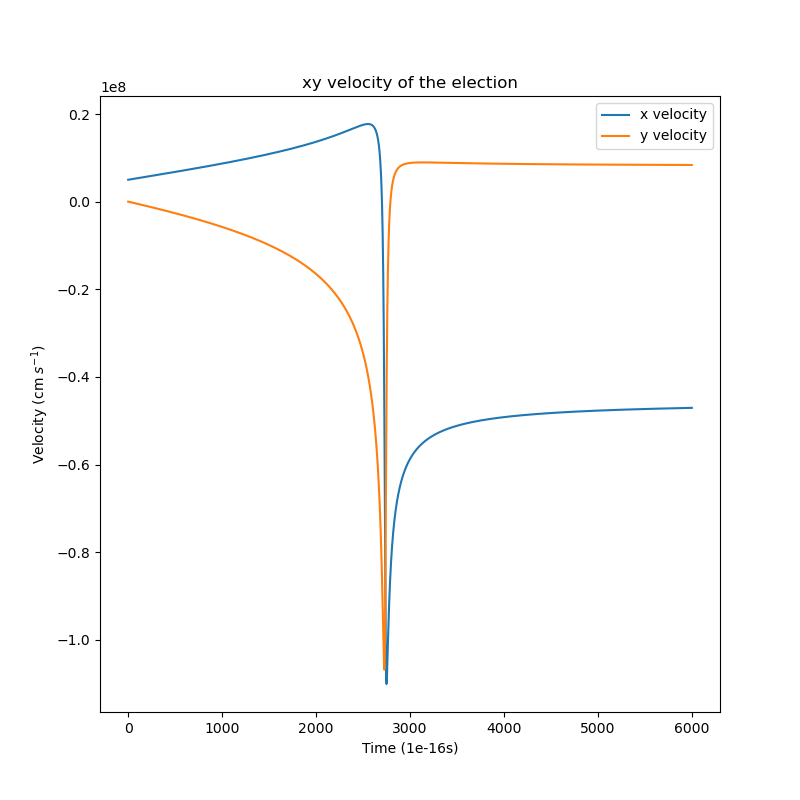 xy velocity of the election
1e8
x velocity
y velocity
0.2
0.0
−0.2
−0.4
−0.6
−0.8
−1.0
Velocity (cm s⁻¹)
0 1000 2000 3000 4000 5000 6000
Time (1e-16s)